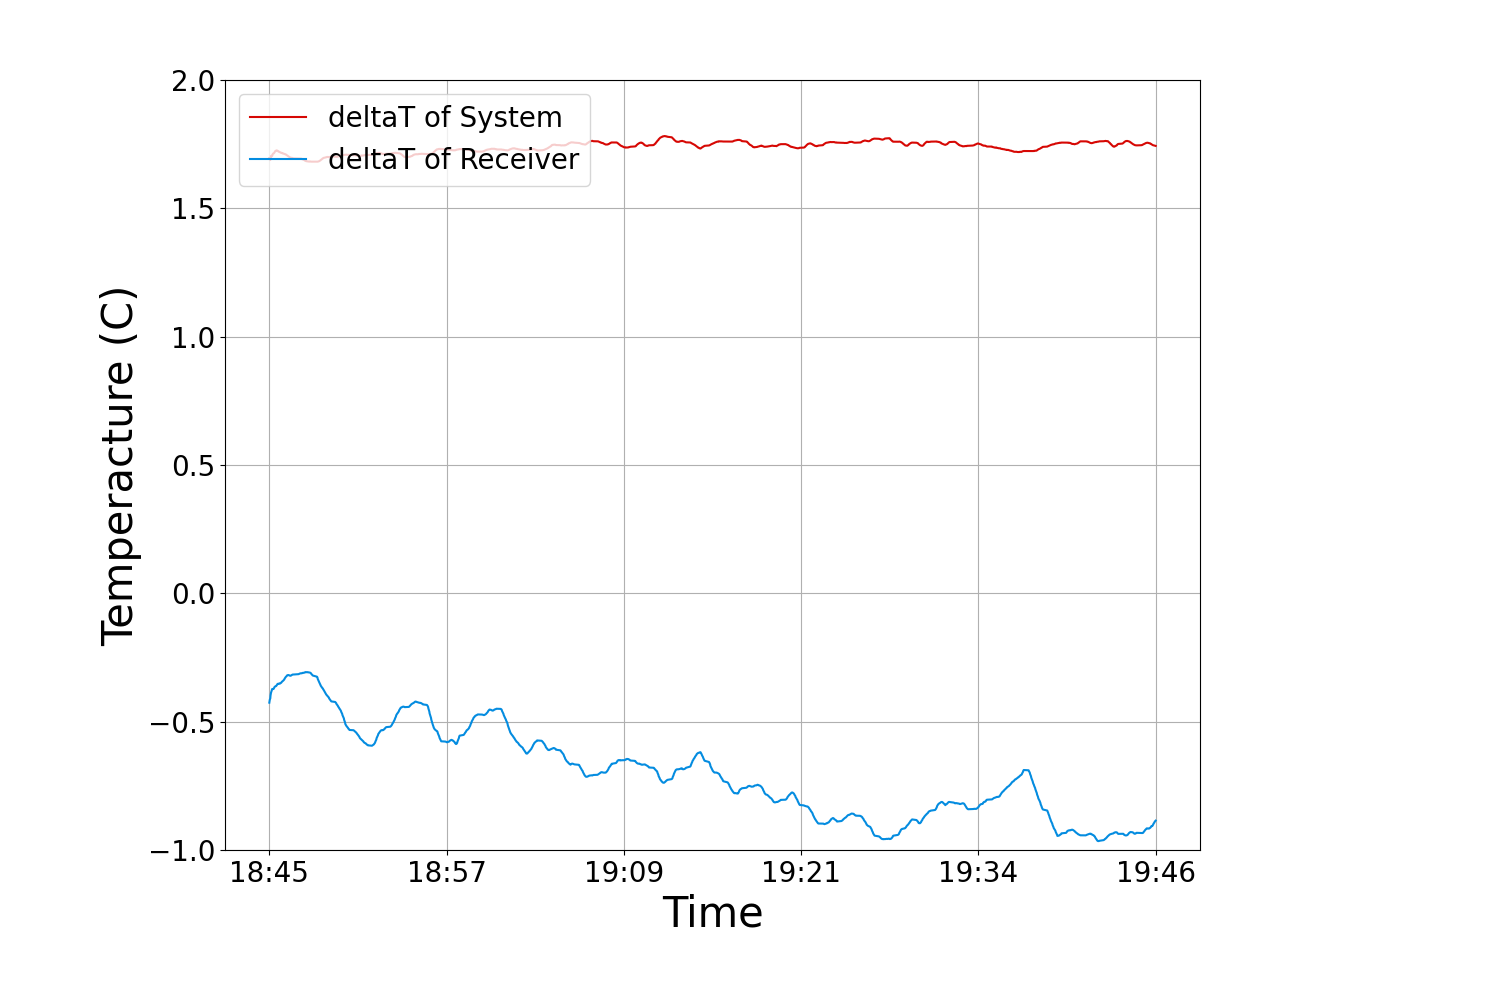 2.0
deltaT of System
deltaT of Receiver
1.5
1.0
0.5
0.0
−0.5
−1.0
Temperacture (C)
18:45 18:57 19:09 19:21 19:34 19:46
Time